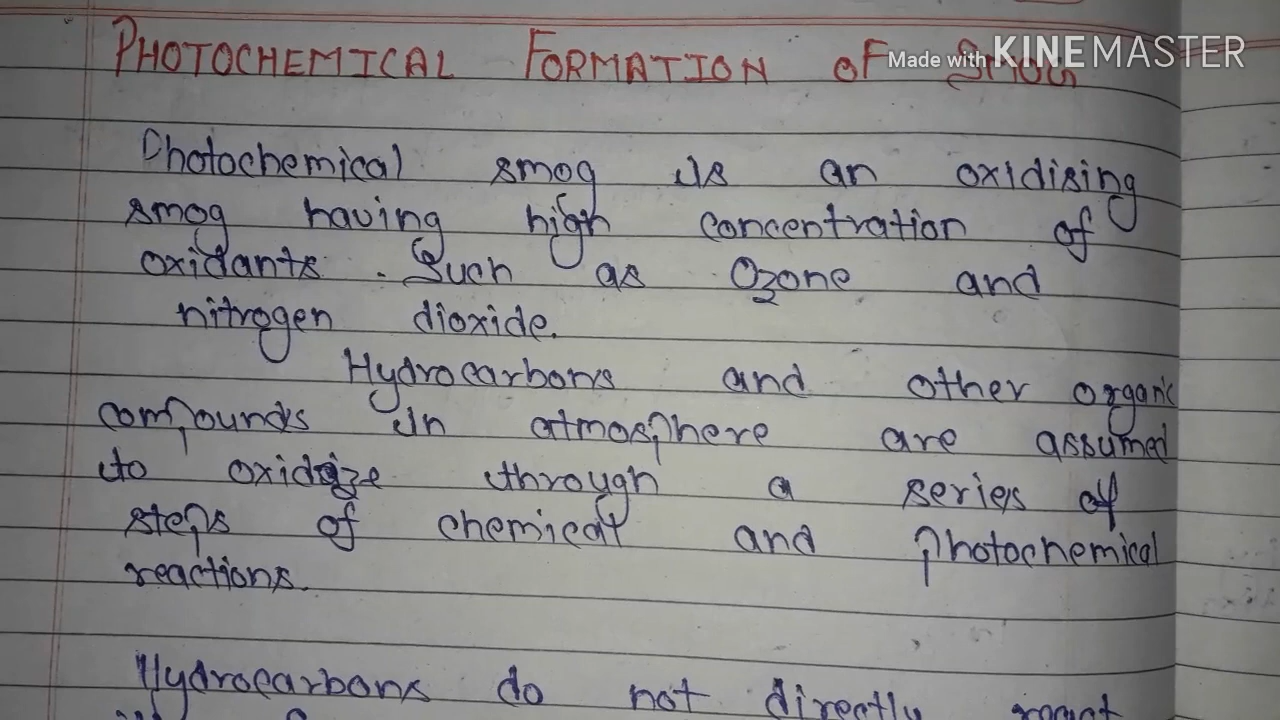 PHOTOCHEMICAL FORMATION OF SMOG
Made with KINEMASTER
Photochemical smog is an oxidising
smog having high concentration of
oxidants. Such as Ozone and
nitrogen dioxide.
Hydrocarbons and other organic
compounds in atmosphere are assumed
to oxidize through a series of
steps of chemical and photochemical
reactions.
Hydrocarbons do not directly react